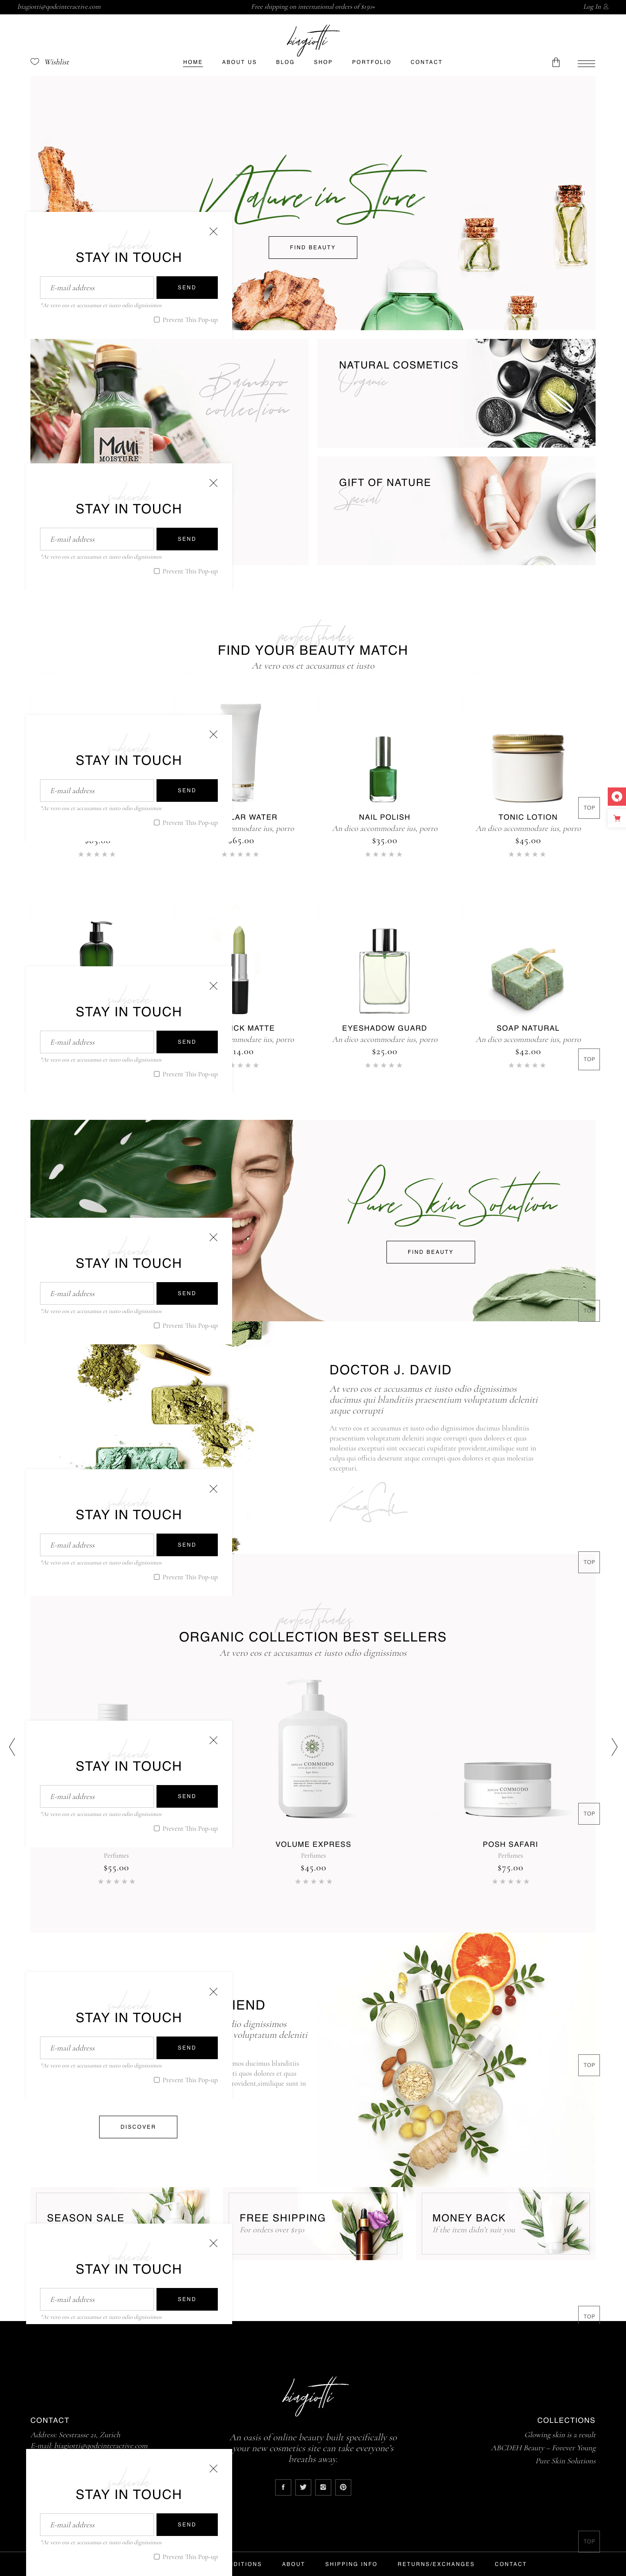 biagiotti@qodeinteractive.com
Free shipping on international orders of $150+
Log In
biagiotti
Wishlist
HOME ABOUT US BLOG SHOP PORTFOLIO CONTACT
Nature in Store
FIND BEAUTY
subscribe
STAY IN TOUCH
E-mail address SEND
*At vero eos et accusamus et iusto odio dignissimos
Prevent This Pop-up
Bamboo
collection
Maui
MOISTURE
NATURAL COSMETICS
Organic
GIFT OF NATURE
Special
subscribe
STAY IN TOUCH
E-mail address SEND
*At vero eos et accusamus et iusto odio dignissimos
Prevent This Pop-up
perfect shades
FIND YOUR BEAUTY MATCH
At vero eos et accusamus et iusto
subscribe
STAY IN TOUCH
E-mail address SEND
*At vero eos et accusamus et iusto odio dignissimos
Prevent This Pop-up
LAR WATER
mmodare ius, porro
$65.00
NAIL POLISH
An dico accommodare ius, porro
$35.00
TONIC LOTION
An dico accommodare ius, porro
$45.00
TOP
subscribe
STAY IN TOUCH
E-mail address SEND
*At vero eos et accusamus et iusto odio dignissimos
Prevent This Pop-up
ICK MATTE
mmodare ius, porro
14.00
EYESHADOW GUARD
An dico accommodare ius, porro
$25.00
SOAP NATURAL
An dico accommodare ius, porro
$42.00
TOP
Pure Skin Solution
FIND BEAUTY
subscribe
STAY IN TOUCH
E-mail address SEND
*At vero eos et accusamus et iusto odio dignissimos
Prevent This Pop-up
TOP
DOCTOR J. DAVID
At vero eos et accusamus et iusto odio dignissimos
ducimus qui blanditiis praesentium voluptatum deleniti
atque corrupti
At vero eos et accusamus et iusto odio dignissimos ducimus blanditiis
praesentium voluptatum deleniti atque corrupti quos dolores et quas
molestias excepturi sint occaecati cupiditate provident,similique sunt in
culpa qui officia deserunt atque corrupti quos dolores et quas molestias
excepturi.
subscribe
STAY IN TOUCH
E-mail address SEND
*At vero eos et accusamus et iusto odio dignissimos
Prevent This Pop-up
TOP
perfect shades
ORGANIC COLLECTION BEST SELLERS
At vero eos et accusamus et iusto odio dignissimos
COMMODO
COMMODO
subscribe
STAY IN TOUCH
E-mail address SEND
*At vero eos et accusamus et iusto odio dignissimos
Prevent This Pop-up
TOP
Perfumes
$55.00
VOLUME EXPRESS
Perfumes
$45.00
POSH SAFARI
Perfumes
$75.00
subscribe
STAY IN TOUCH
E-mail address SEND
*At vero eos et accusamus et iusto odio dignissimos
Prevent This Pop-up
IEND
dio dignissimos
voluptatum deleniti
mos ducimus blanditiis
ti quos dolores et quas
rovident,similique sunt in
TOP
DISCOVER
SEASON SALE
FREE SHIPPING
For orders over $150
MONEY BACK
If the item didn't suit you
subscribe
STAY IN TOUCH
E-mail address SEND
*At vero eos et accusamus et iusto odio dignissimos
TOP
biagiotti
CONTACT
Address: Seestrasse 21, Zurich
E-mail: biagiotti@qodeinteractive.com
An oasis of online beauty built specifically so
your new cosmetics site can take everyone's
breaths away.
COLLECTIONS
Glowing skin is a result
ABCDEH Beauty – Forever Young
Pure Skin Solutions
subscribe
STAY IN TOUCH
E-mail address SEND
*At vero eos et accusamus et iusto odio dignissimos
Prevent This Pop-up
TOP
DITIONS ABOUT SHIPPING INFO RETURNS/EXCHANGES CONTACT